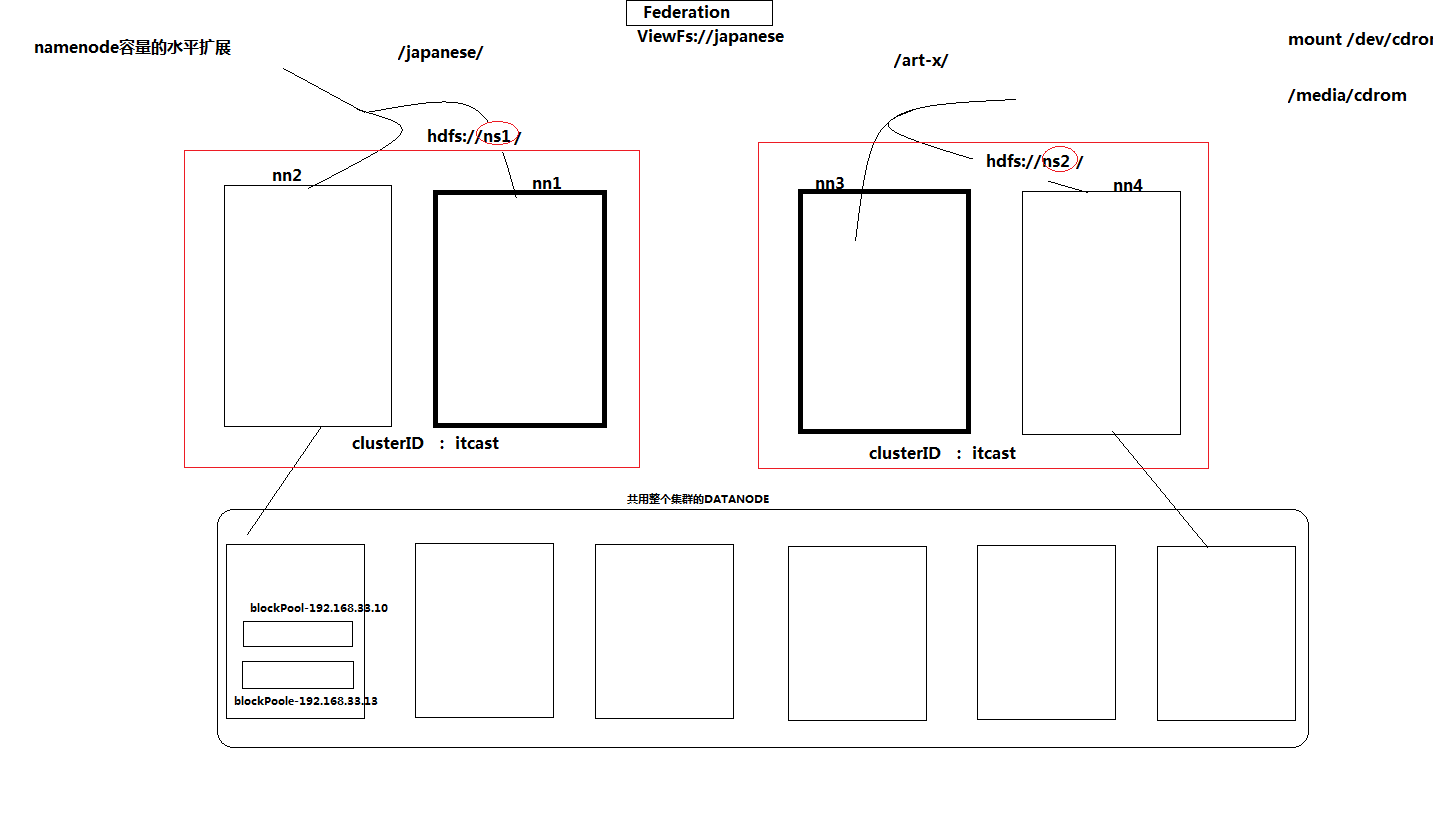 Federation
ViewFs://japanese
namenode容量的水平扩展
/japanese/
/art-x/
mount /dev/cdror
/media/cdrom
hdfs://ns1 /
hdfs://ns2 /
nn2
nn1
nn3
nn4
clusterID : itcast
clusterID : itcast
共用整个集群的DATANODE
blockPool-192.168.33.10
blockPoole-192.168.33.13